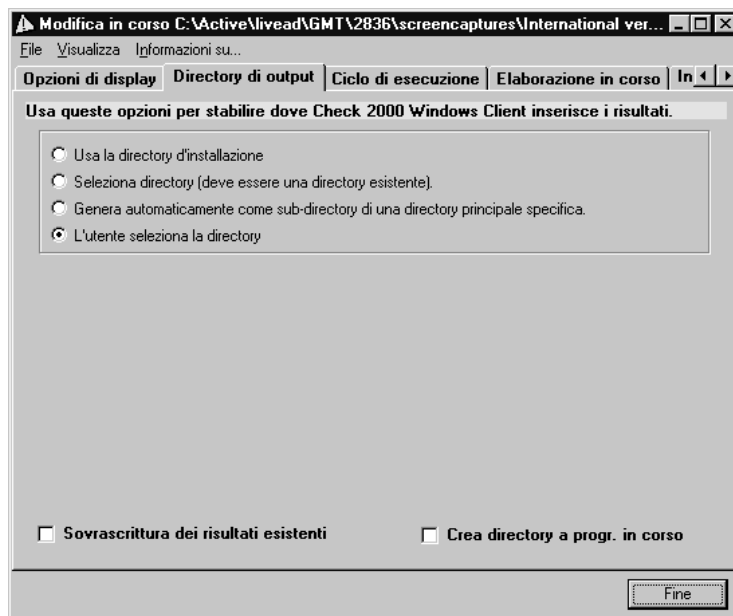 Modifica in corso C:\Active\livead\GMT\2836\screencaptures\International ver...
File Visualizza Informazioni su...
Opzioni di display Directory di output Ciclo di esecuzione Elaborazione in corso In
Usa queste opzioni per stabilire dove Check 2000 Windows Client inserisce i risultati.
Usa la directory d'installazione
Seleziona directory (deve essere una directory esistente).
Genera automaticamente come sub-directory di una directory principale specifica.
L'utente seleziona la directory
Sovrascrittura dei risultati esistenti Crea directory a progr. in corso
Fine